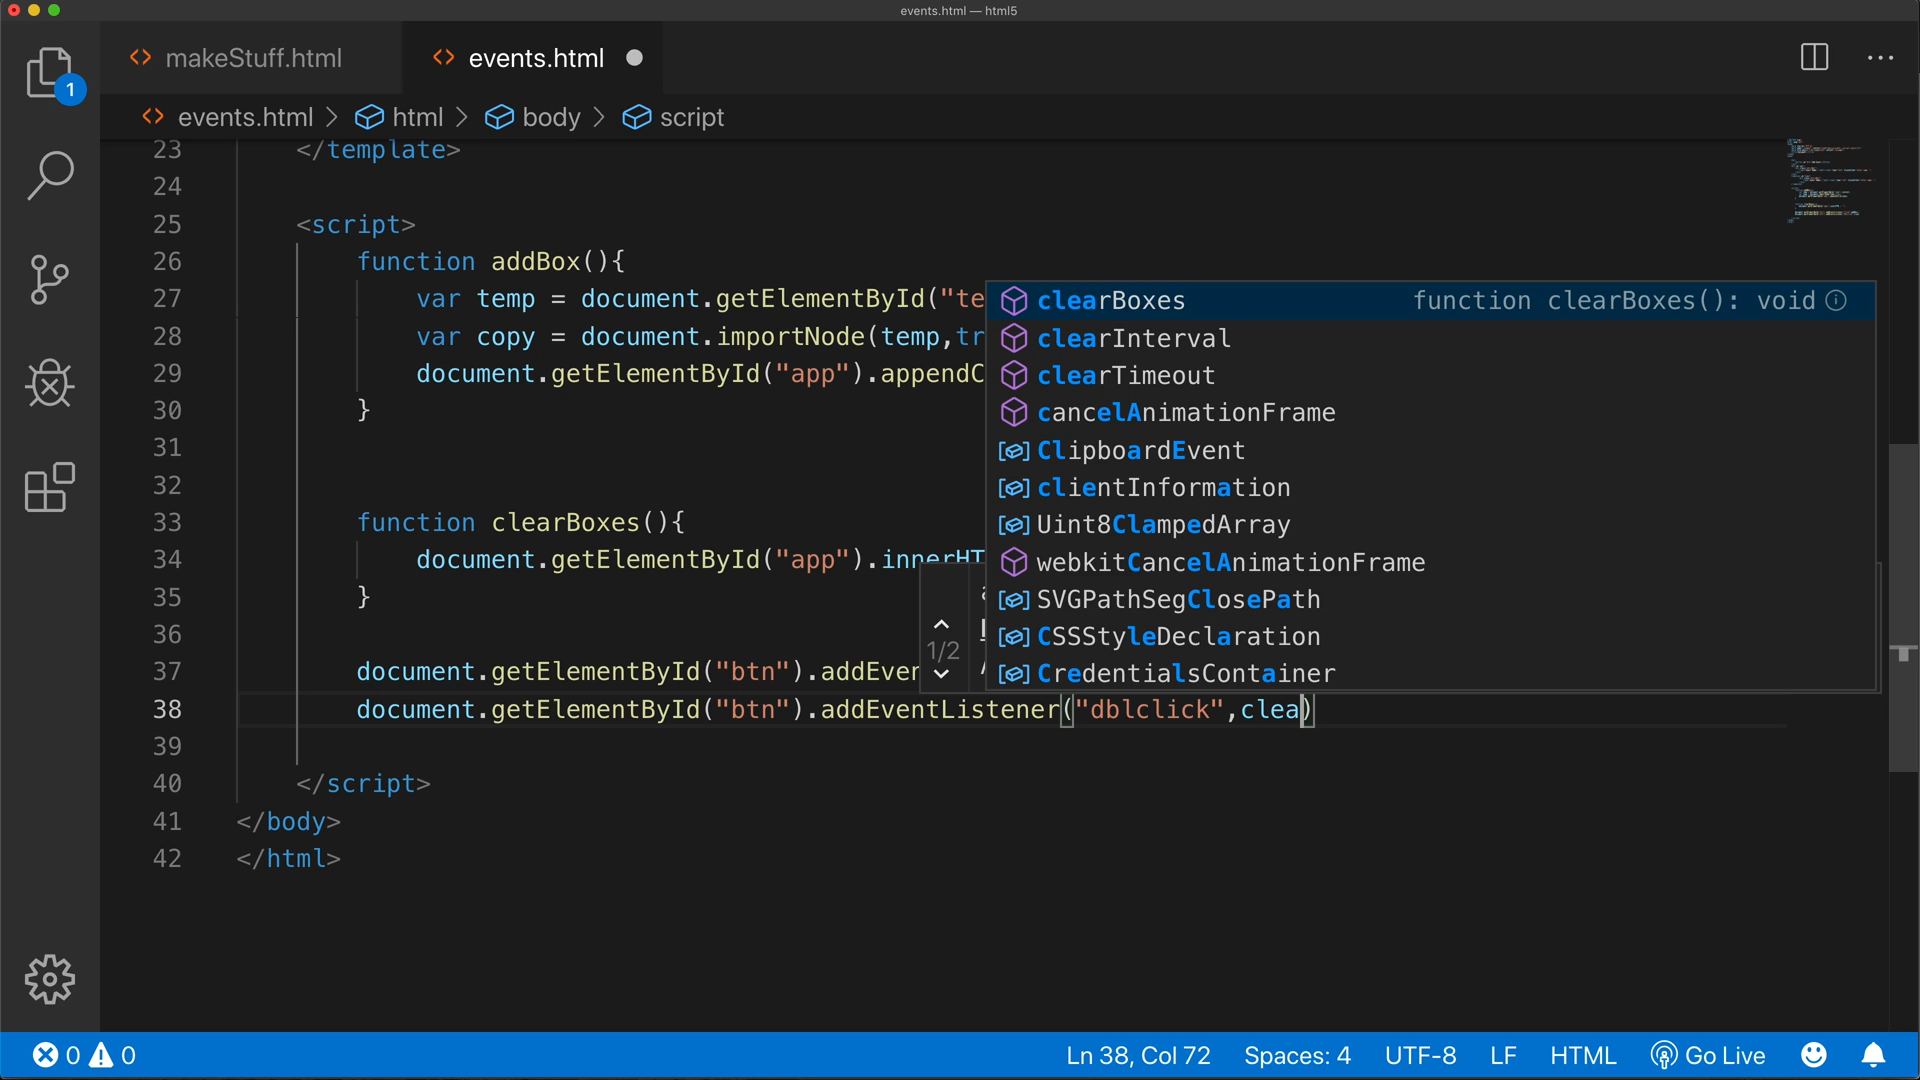 events.html — html5
makeStuff.html
events.html
1
events.html > html > body > script
23 </template>
24
25 <script>
26 function addBox(){
27 var temp = document.getElementById("te
28 var copy = document.importNode(temp,tr
29 document.getElementById("app").appendC
30 }
31
32
33 function clearBoxes(){
34 document.getElementById("app").innerHT
35 }
36
37 document.getElementById("btn").addEver
38 document.getElementById("btn").addEventListener("dblclick",clea)
39
40 </script>
41 </body>
42 </html>
clearBoxes function clearBoxes(): void
clearInterval
clearTimeout
cancelAnimationFrame
ClipboardEvent
clientInformation
Uint8ClampedArray
webkitCancelAnimationFrame
SVGPathSegClosePath
CSSStyleDeclaration
CredentialsContainer
1/2
0 0 Ln 38, Col 72 Spaces: 4 UTF-8 LF HTML Go Live